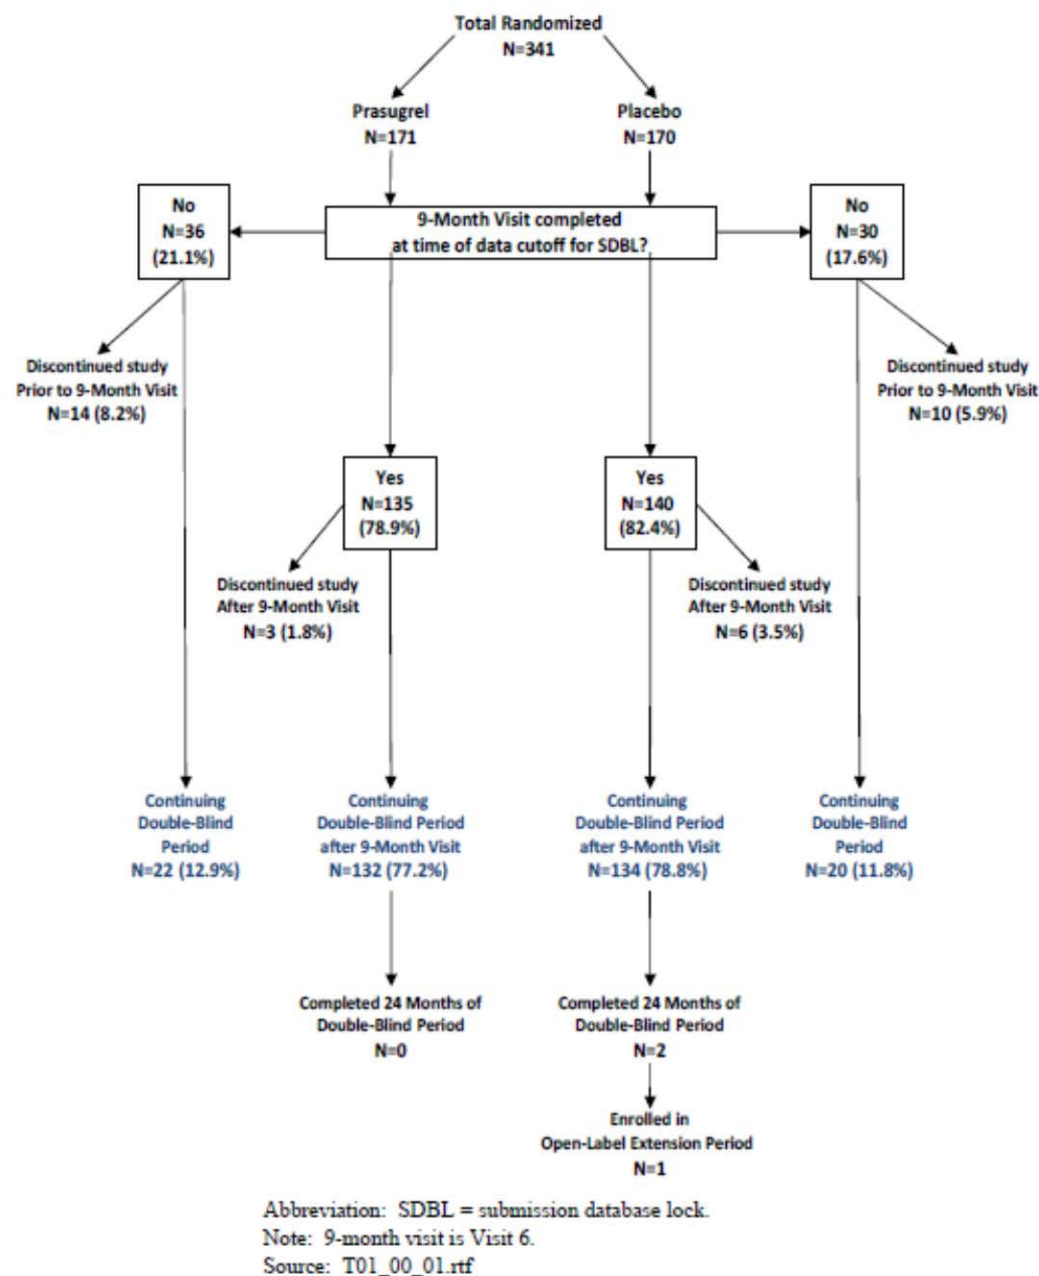 Total Randomized
N=341
Prasugrel
N=171
Placebo
N=170
No
N=36
(21.1%)
9-Month Visit completed
at time of data cutoff for SDBL?
No
N=30
(17.6%)
Discontinued study
Prior to 9-Month Visit
N=14 (8.2%)
Discontinued study
Prior to 9-Month Visit
N=10 (5.9%)
Yes
N=135
(78.9%)
Yes
N=140
(82.4%)
Discontinued study
After 9-Month Visit
N=3 (1.8%)
Discontinued study
After 9-Month Visit
N=6 (3.5%)
Continuing
Double-Blind
Period
N=22 (12.9%)
Continuing
Double-Blind Period
after 9-Month Visit
N=132 (77.2%)
Continuing
Double-Blind Period
after 9-Month Visit
N=134 (78.8%)
Continuing
Double-Blind
Period
N=20 (11.8%)
Completed 24 Months of
Double-Blind Period
N=0
Completed 24 Months of
Double-Blind Period
N=2
Enrolled in
Open-Label Extension Period
N=1
Abbreviation: SDBL = submission database lock.
Note: 9-month visit is Visit 6.
Source: T01_00_01.rtf